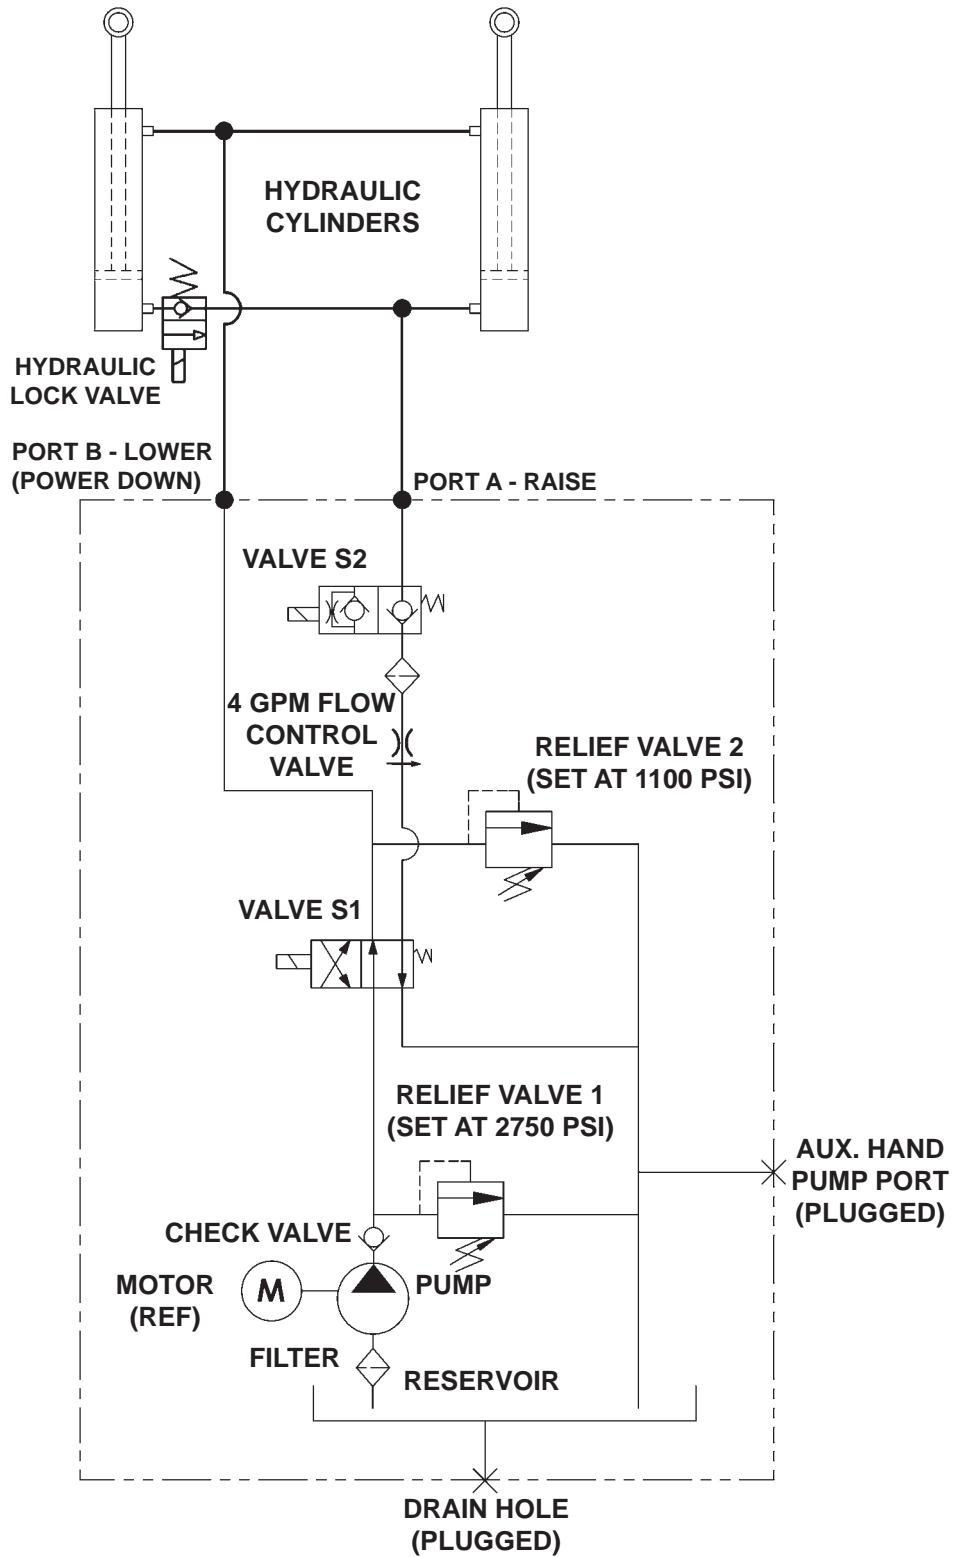 HYDRAULIC
CYLINDERS
HYDRAULIC
LOCK VALVE
PORT B - LOWER
(POWER DOWN)
PORT A - RAISE
VALVE S2
4 GPM FLOW
CONTROL
VALVE
RELIEF VALVE 2
(SET AT 1100 PSI)
VALVE S1
RELIEF VALVE 1
(SET AT 2750 PSI)
AUX. HAND
PUMP PORT
(PLUGGED)
CHECK VALVE
MOTOR
(REF)
M
PUMP
FILTER
RESERVOIR
DRAIN HOLE
(PLUGGED)